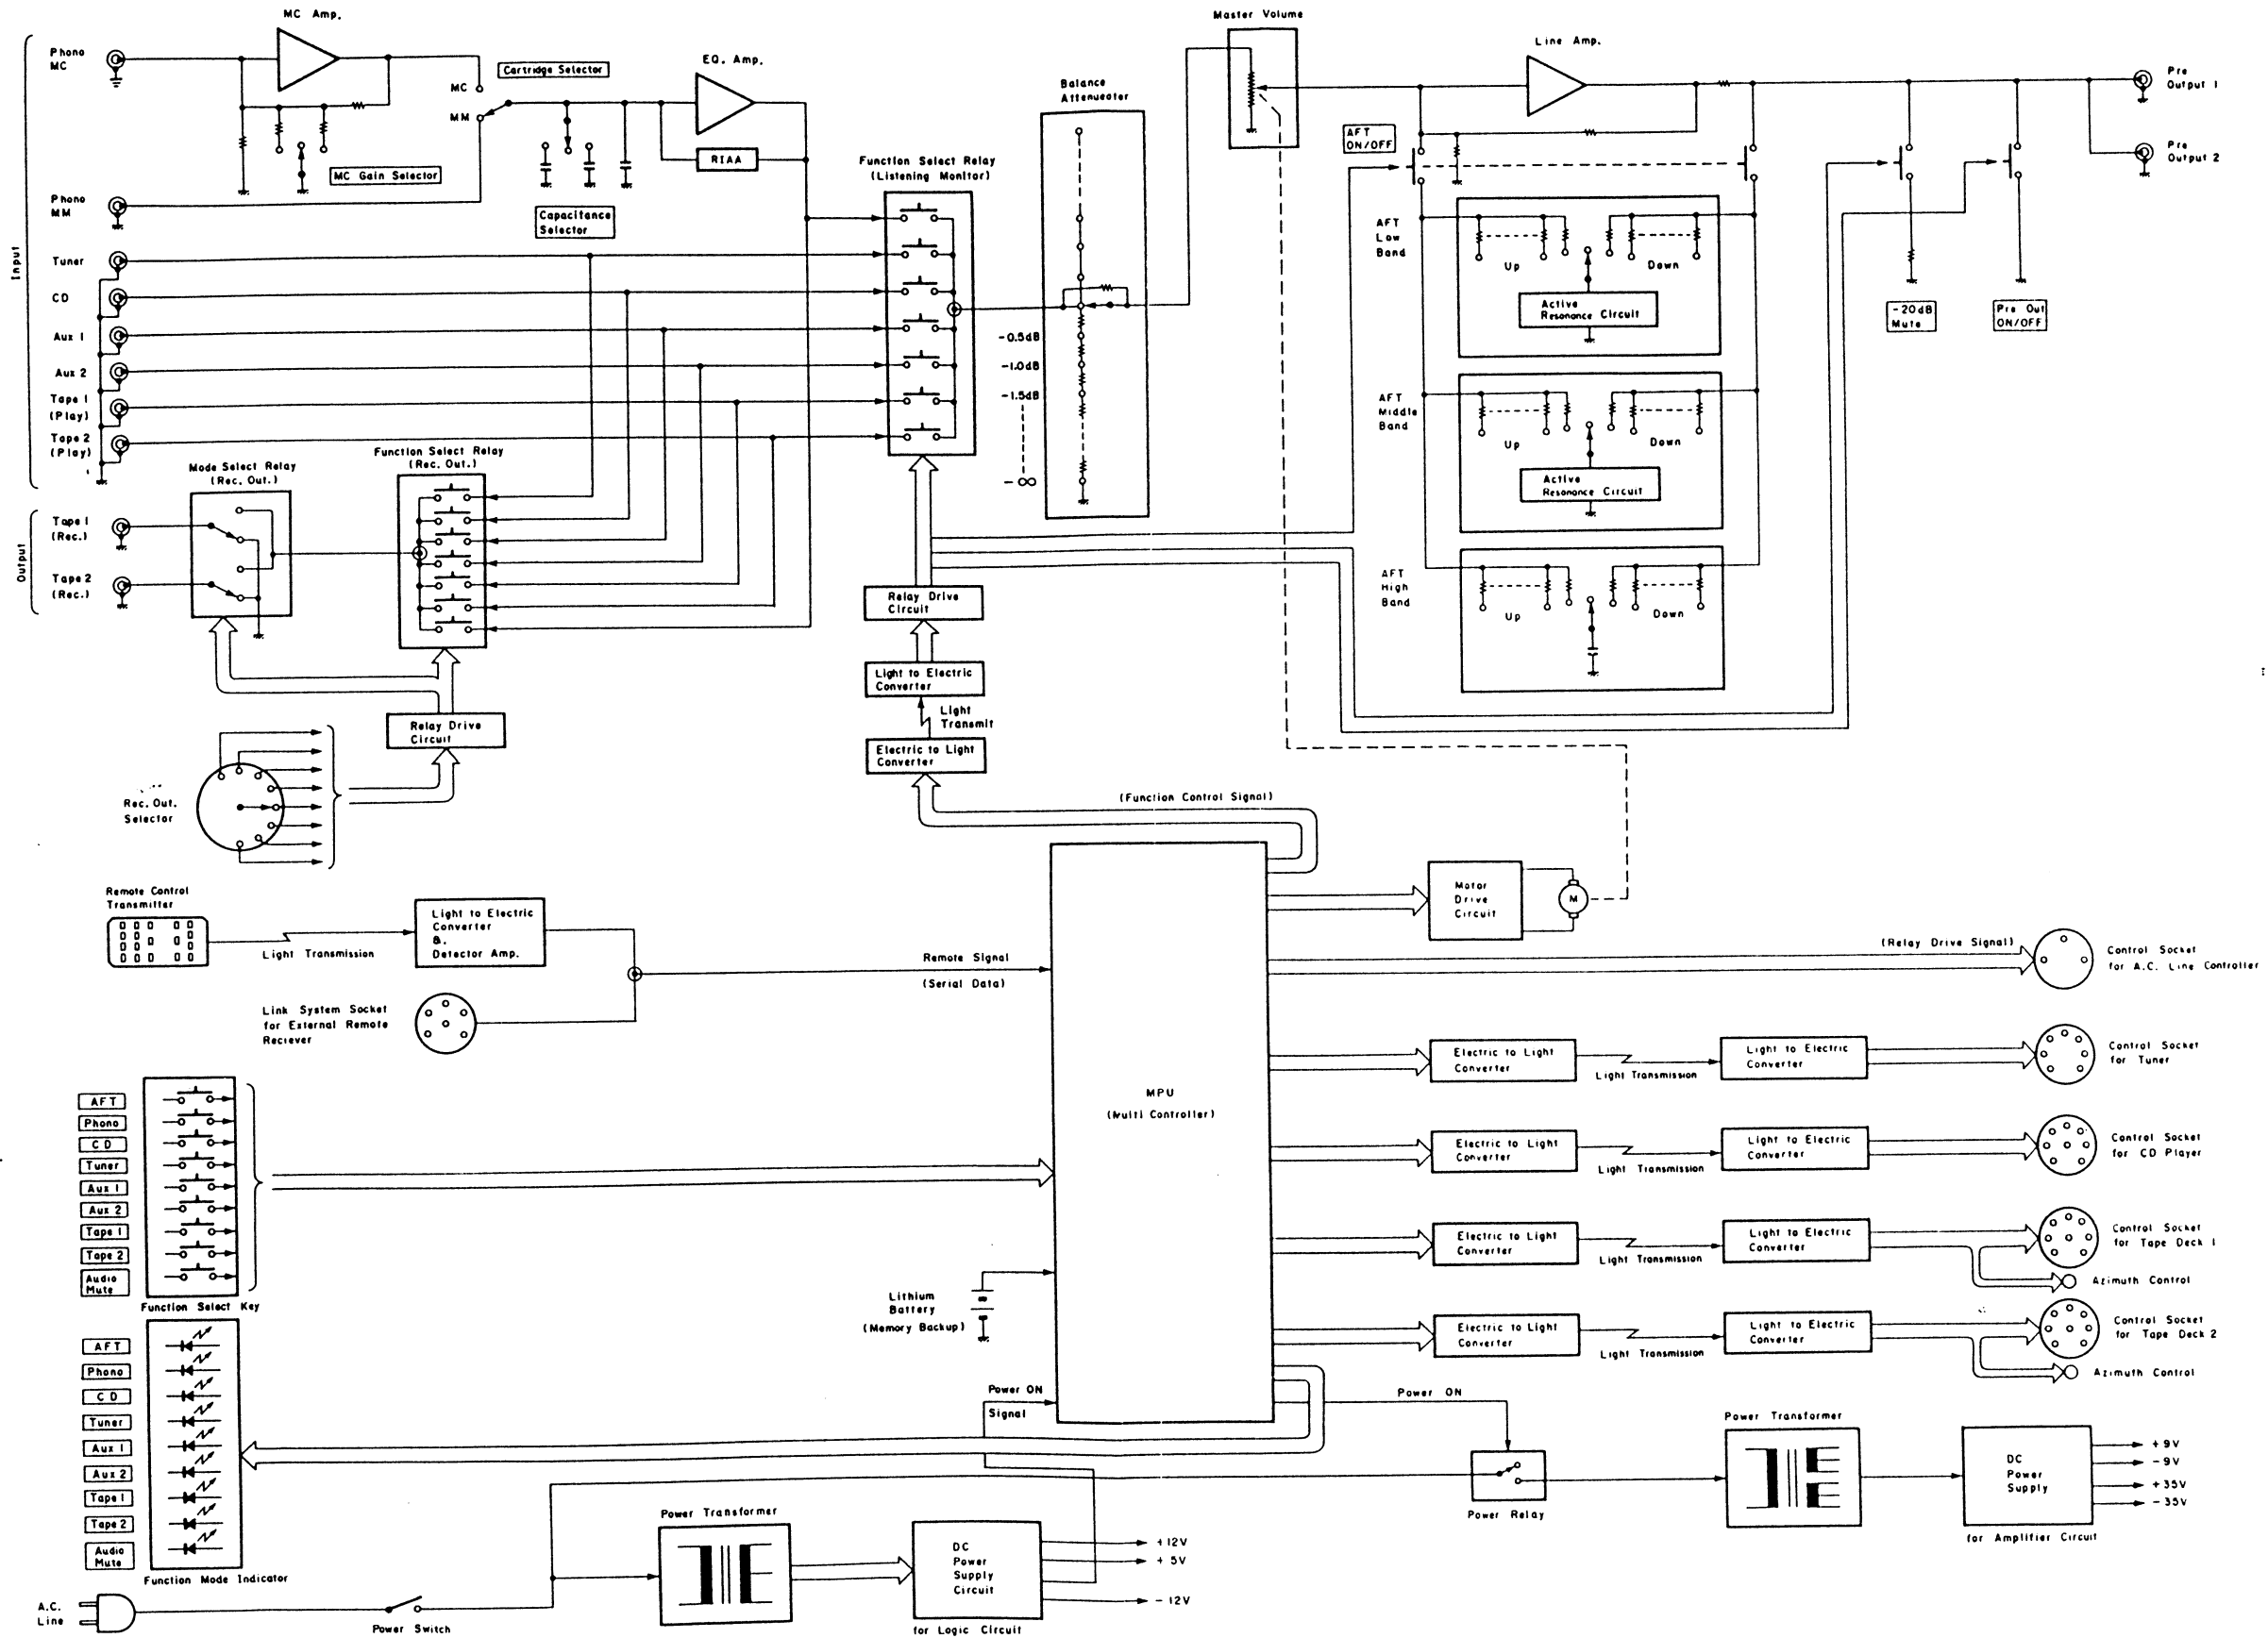 MC Amp.
Master Volume
Line Amp.
Phono
MC
EQ. Amp.
Cartridge Selector
MC
MM
RIAA
Balance
Attenueater
Pre
Output 1
Pre
Output 2
AFT
ON/OFF
MC Gain Selector
Capacitance
Selector
Function Select Relay
(Listening Monitor)
Phono
MM
Input
Tuner
CD
Aux 1
Aux 2
Tape 1
(Play)
Tape 2
(Play)
-0.5dB
-1.0dB
-1.5dB
-∞
AFT
Low
Band
Up
Down
Active
Resonance Circuit
-20dB
Mute
Pre Out
ON/OFF
AFT
Middle
Band
Up
Down
Active
Resonance Circuit
AFT
High
Band
Up
Down
Mode Select Relay
(Rec. Out.)
Function Select Relay
(Rec. Out.)
Output
Tape 1
(Rec.)
Tape 2
(Rec.)
Relay Drive
Circuit
Light to Electric
Converter
Light
Transmit
Electric to Light
Converter
Relay Drive
Circuit
Rec. Out.
Selector
(Function Control Signal)
Remote Control
Transmitter
Light Transmission
Light to Electric
Converter
&.
Detector Amp.
Remote Signal
(Serial Data)
Link System Socket
for External Remote
Reciever
MPU
(Multi Controller)
Motor
Drive
Circuit
M
(Relay Drive Signal)
Control Socket
for A.C. Line Controller
Electric to Light
Converter
Light Transmission
Light to Electric
Converter
Control Socket
for Tuner
Electric to Light
Converter
Light Transmission
Light to Electric
Converter
Control Socket
for CD Player
Electric to Light
Converter
Light Transmission
Light to Electric
Converter
Control Socket
for Tape Deck 1
Azimuth Control
Electric to Light
Converter
Light Transmission
Light to Electric
Converter
Control Socket
for Tape Deck 2
Azimuth Control
AFT
Phono
CD
Tuner
Aux 1
Aux 2
Tape 1
Tape 2
Audio
Mute
Function Select Key
Lithium
Battery
(Memory Backup)
Power ON
Signal
Power ON
AFT
Phono
CD
Tuner
Aux 1
Aux 2
Tape 1
Tape 2
Audio
Mute
Function Mode Indicator
Power Relay
Power Transformer
DC
Power
Supply
for Amplifier Circuit
+9V
-9V
+35V
-35V
Power Transformer
DC
Power
Supply
Circuit
for Logic Circuit
+12V
+5V
-12V
A.C.
Line
Power Switch